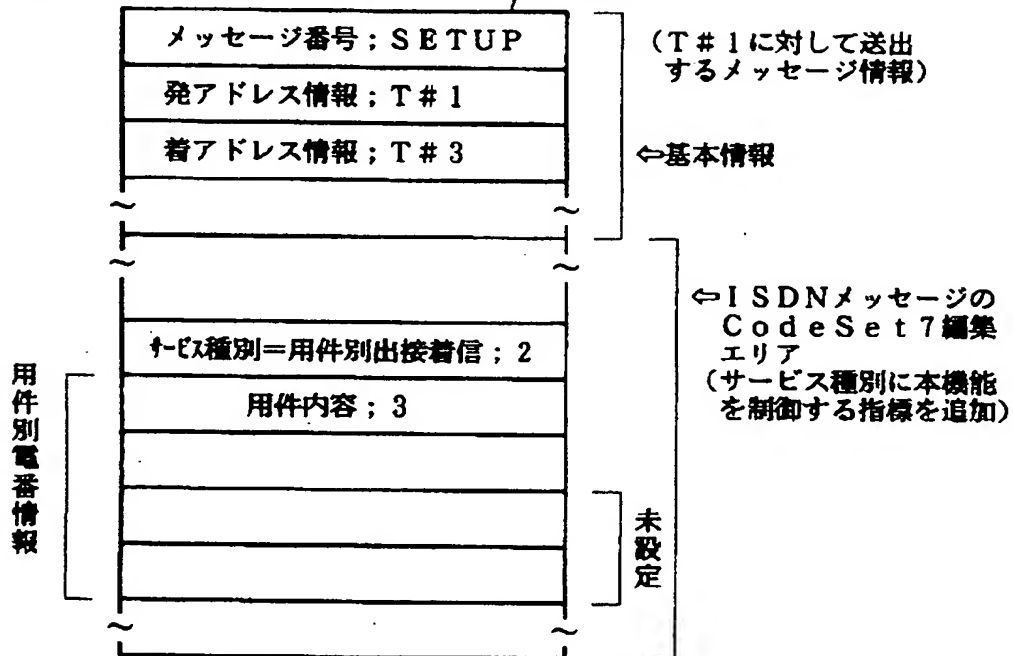 メッセージ番号;SETUP
発アドレス情報;T#1
着アドレス情報;T#3
(T#1に対して送出
するメッセージ情報)
⇦基本情報
サービス種別=用件別出接着信;2
用件内容;3
用件別電番情報
未設定
⇦ISDNメッセージの
CodeSet7編集
エリア
(サービス種別に本機能
を制御する指標を追加)